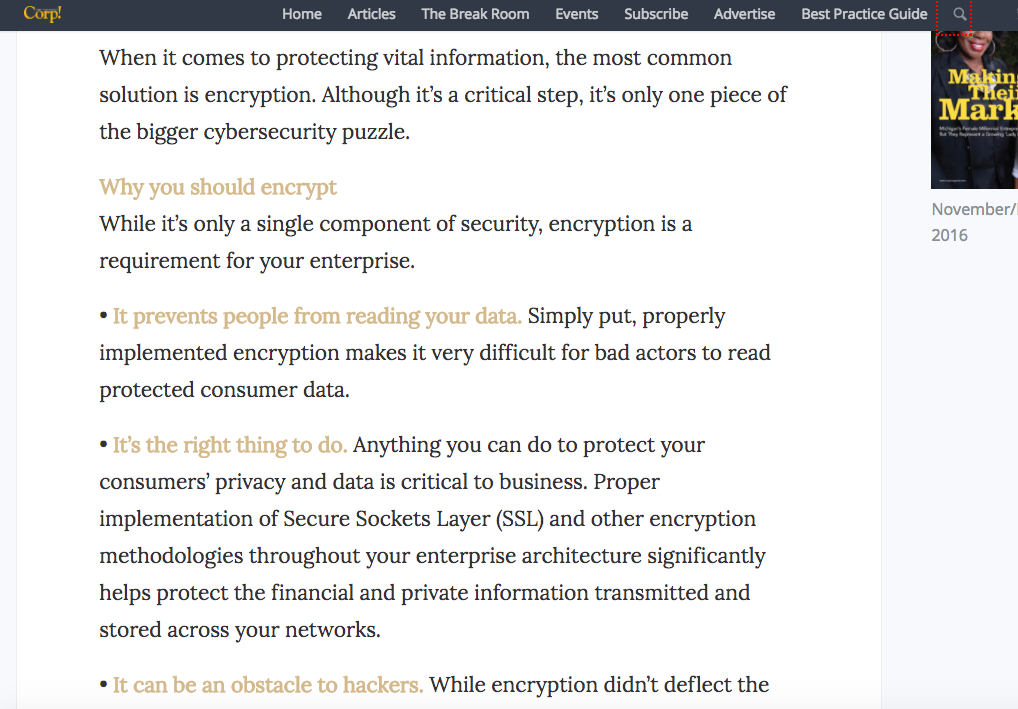 Corp!
Home Articles The Break Room Events Subscribe Advertise Best Practice Guide
When it comes to protecting vital information, the most common
solution is encryption. Although it’s a critical step, it’s only one piece of
the bigger cybersecurity puzzle.
Why you should encrypt
While it’s only a single component of security, encryption is a
requirement for your enterprise.
• It prevents people from reading your data. Simply put, properly
implemented encryption makes it very difficult for bad actors to read
protected consumer data.
• It’s the right thing to do. Anything you can do to protect your
consumers’ privacy and data is critical to business. Proper
implementation of Secure Sockets Layer (SSL) and other encryption
methodologies throughout your enterprise architecture significantly
helps protect the financial and private information transmitted and
stored across your networks.
• It can be an obstacle to hackers. While encryption didn’t deflect the
Makin
Thei
Mark
Michigan's Female Millennial
But They Represent a Growing
November/
2016